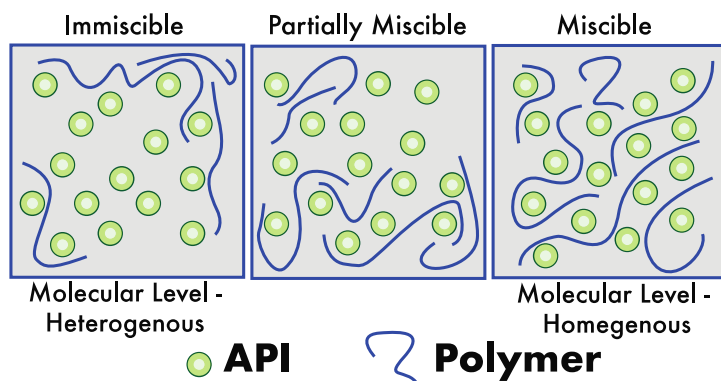 Immiscible
Partially Miscible
Miscible
Molecular Level -
Heterogenous
Molecular Level -
Homegenous
API
Polymer